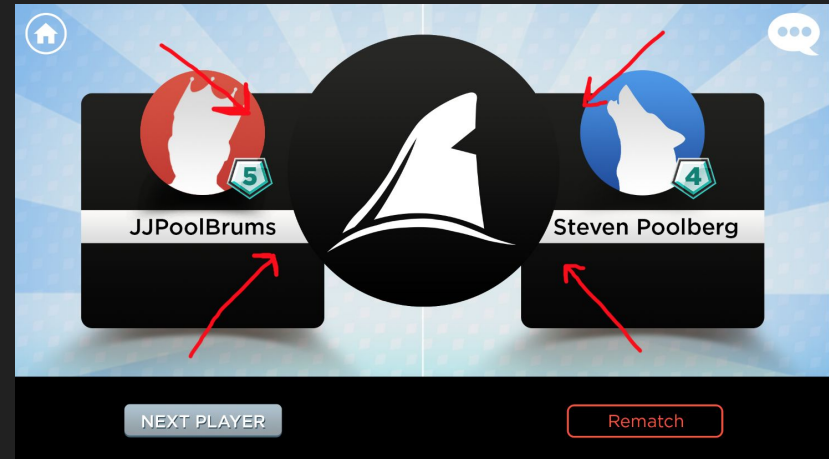 5
4
JJPoolBrums
Steven Poolberg
NEXT PLAYER
Rematch